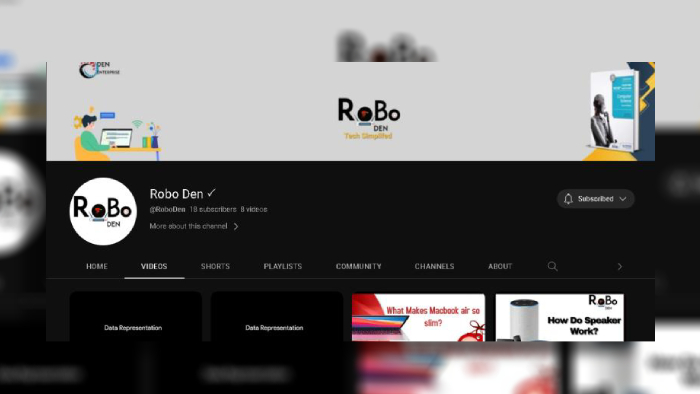 DEN
ENTERPRISE
RoBo
DEN
Tech Simplified
RoBo
DEN
Robo Den ✓
@RoboDen 18 subscribers 8 videos
More about this channel >
Subscribed
HOME VIDEOS SHORTS PLAYLISTS COMMUNITY CHANNELS ABOUT
Data Representation
Data Representation
What Makes Macbook air so
slim?
RoBo
DEN
How Do Speaker
Work?